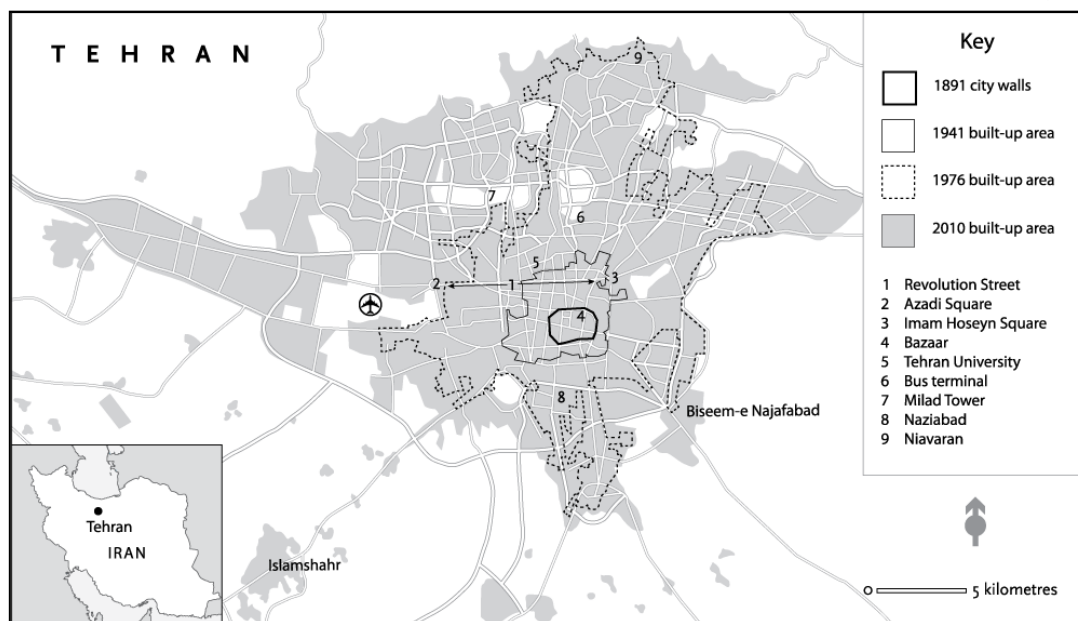 TEHRAN
Key
1891 city walls
1941 built-up area
1976 built-up area
2010 built-up area
1 Revolution Street
2 Azadi Square
3 Imam Hoseyn Square
4 Bazaar
5 Tehran University
6 Bus terminal
7 Milad Tower
8 Naziabad
9 Niavaran
9
7
6
5
2
1
3
4
8
Biseem-e Najafabad
Islamshahr
Tehran
IRAN
5 kilometres